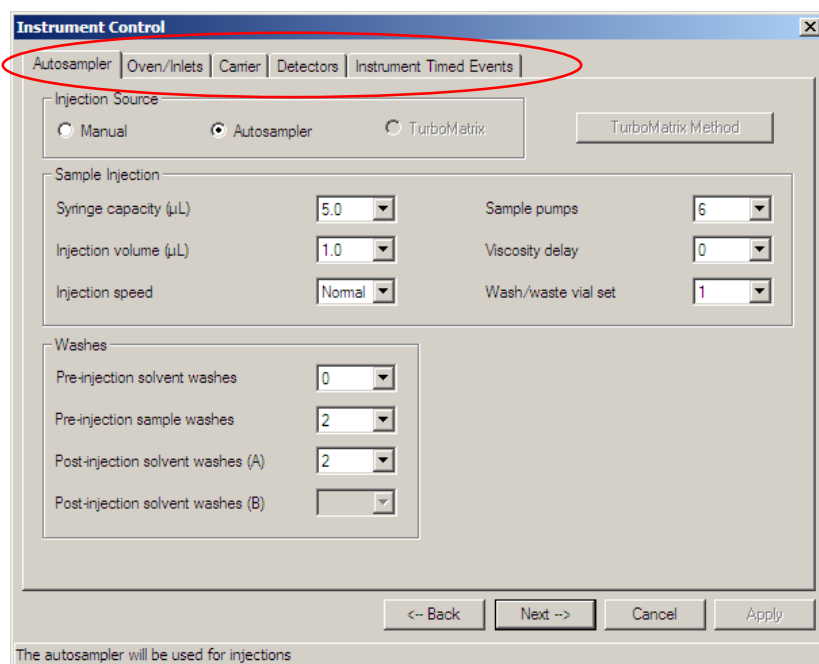 Instrument Control
Autosampler Oven/Inlets Carrier Detectors Instrument Timed Events
Injection Source
Manual Autosampler TurboMatrix TurboMatrix Method
Sample Injection
Syringe capacity (µL) 5.0 Sample pumps 6
Injection volume (µL) 1.0 Viscosity delay 0
Injection speed Normal Wash/waste vial set 1
Washes
Pre-injection solvent washes 0
Pre-injection sample washes 2
Post-injection solvent washes (A) 2
Post-injection solvent washes (B)
<-- Back Next --> Cancel Apply
The autosampler will be used for injections